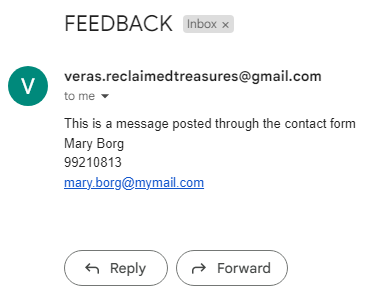 FEEDBACK Inbox ×
V
veras.reclaimedtreasures@gmail.com
to me
This is a message posted through the contact form
Mary Borg
99210813
mary.borg@mymail.com
Reply Forward